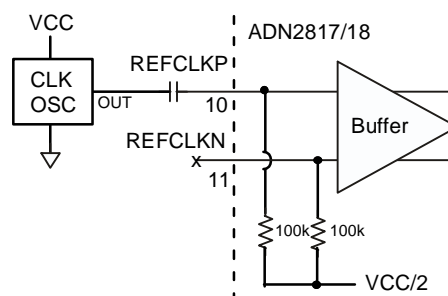 VCC
ADN2817/18
REFCLKP
CLK
OSC
OUT
10
Buffer
REFCLKN
x
11
100k
100k
VCC/2